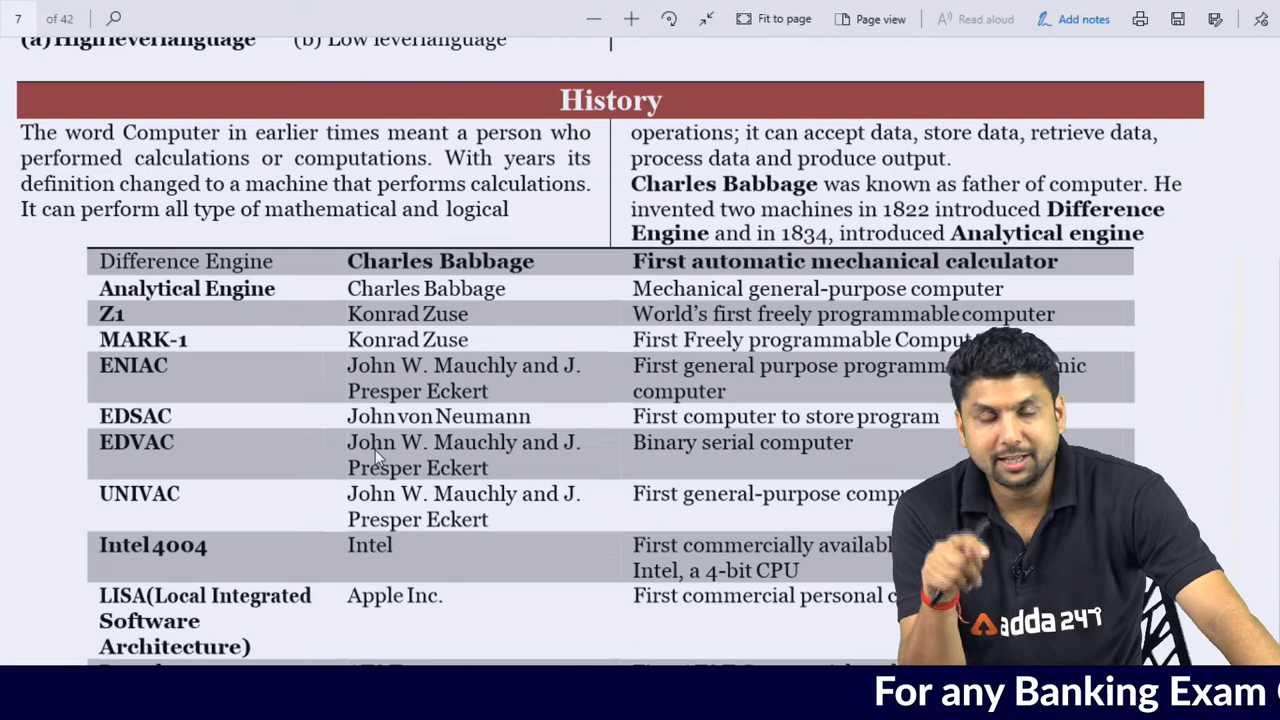 7 of 42 Fit to page Page view Read aloud Add notes
(a) High level language (b) Low level language
History
The word Computer in earlier times meant a person who
performed calculations or computations. With years its
definition changed to a machine that performs calculations.
It can perform all type of mathematical and logical
operations; it can accept data, store data, retrieve data,
process data and produce output.
Charles Babbage was known as father of computer. He
invented two machines in 1822 introduced Difference
Engine and in 1834, introduced Analytical engine
Difference Engine Charles Babbage First automatic mechanical calculator
Analytical Engine Charles Babbage Mechanical general-purpose computer
Z1 Konrad Zuse World's first freely programmable computer
MARK-1 Konrad Zuse First Freely programmable
ENIAC John W. Mauchly and J. First general purpose
Presper Eckert computer
EDSAC John von Neumann First computer to store program
EDVAC John W. Mauchly and J. Binary serial computer
Presper Eckert
UNIVAC John W. Mauchly and J. First general-purpose
Presper Eckert
Intel 4004 Intel First commercially
Intel, a 4-bit CPU
LISA(Local Integrated Apple Inc. First commercial personal
Software
Architecture)
adda 247
For any Banking Exam